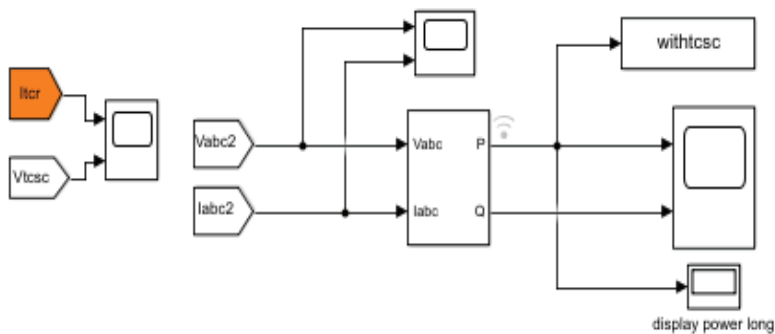 withtcsc
Itcr
Vtcsc
Vabc2
Vabc
P
Iabc2
Iabc
Q
display power long